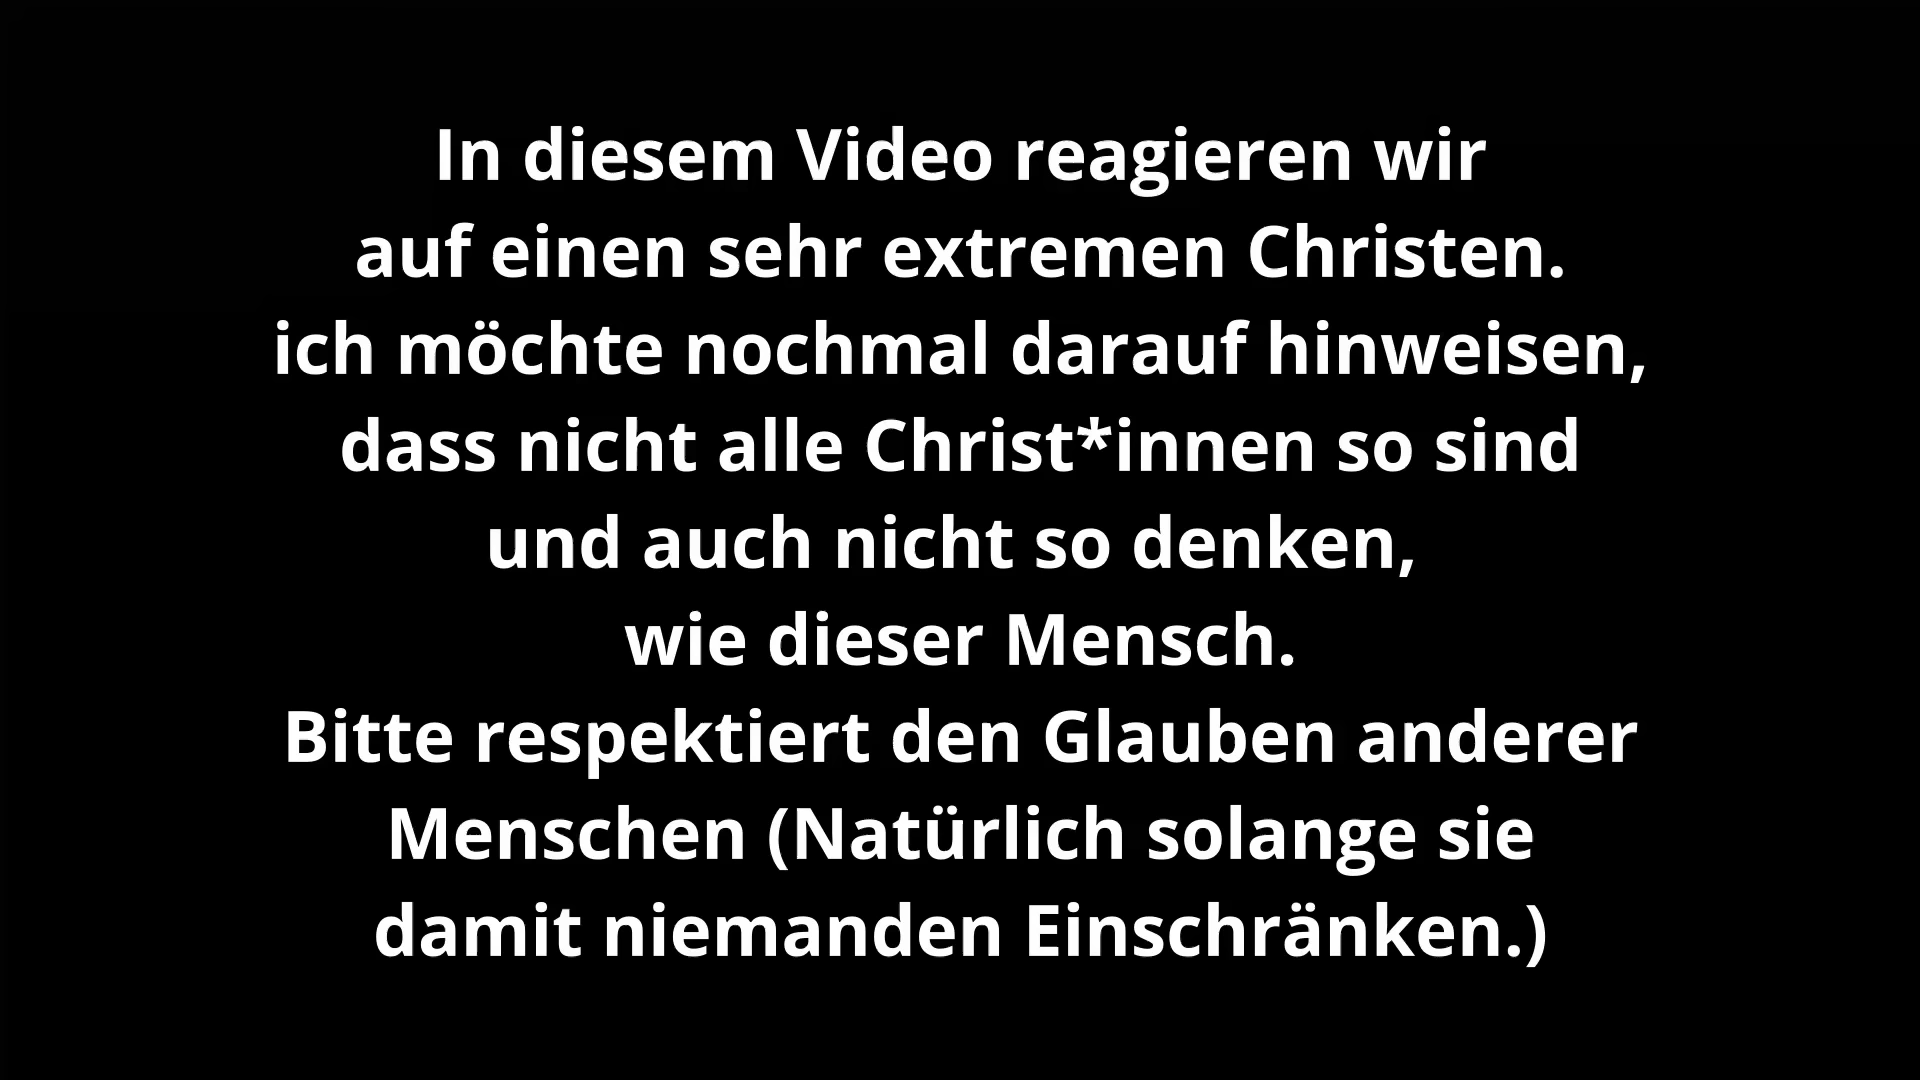 In diesem Video reagieren wir
auf einen sehr extremen Christen.
ich möchte nochmal darauf hinweisen,
dass nicht alle Christ*innen so sind
und auch nicht so denken,
wie dieser Mensch.
Bitte respektiert den Glauben anderer
Menschen (Natürlich solange sie
damit niemanden Einschränken.)